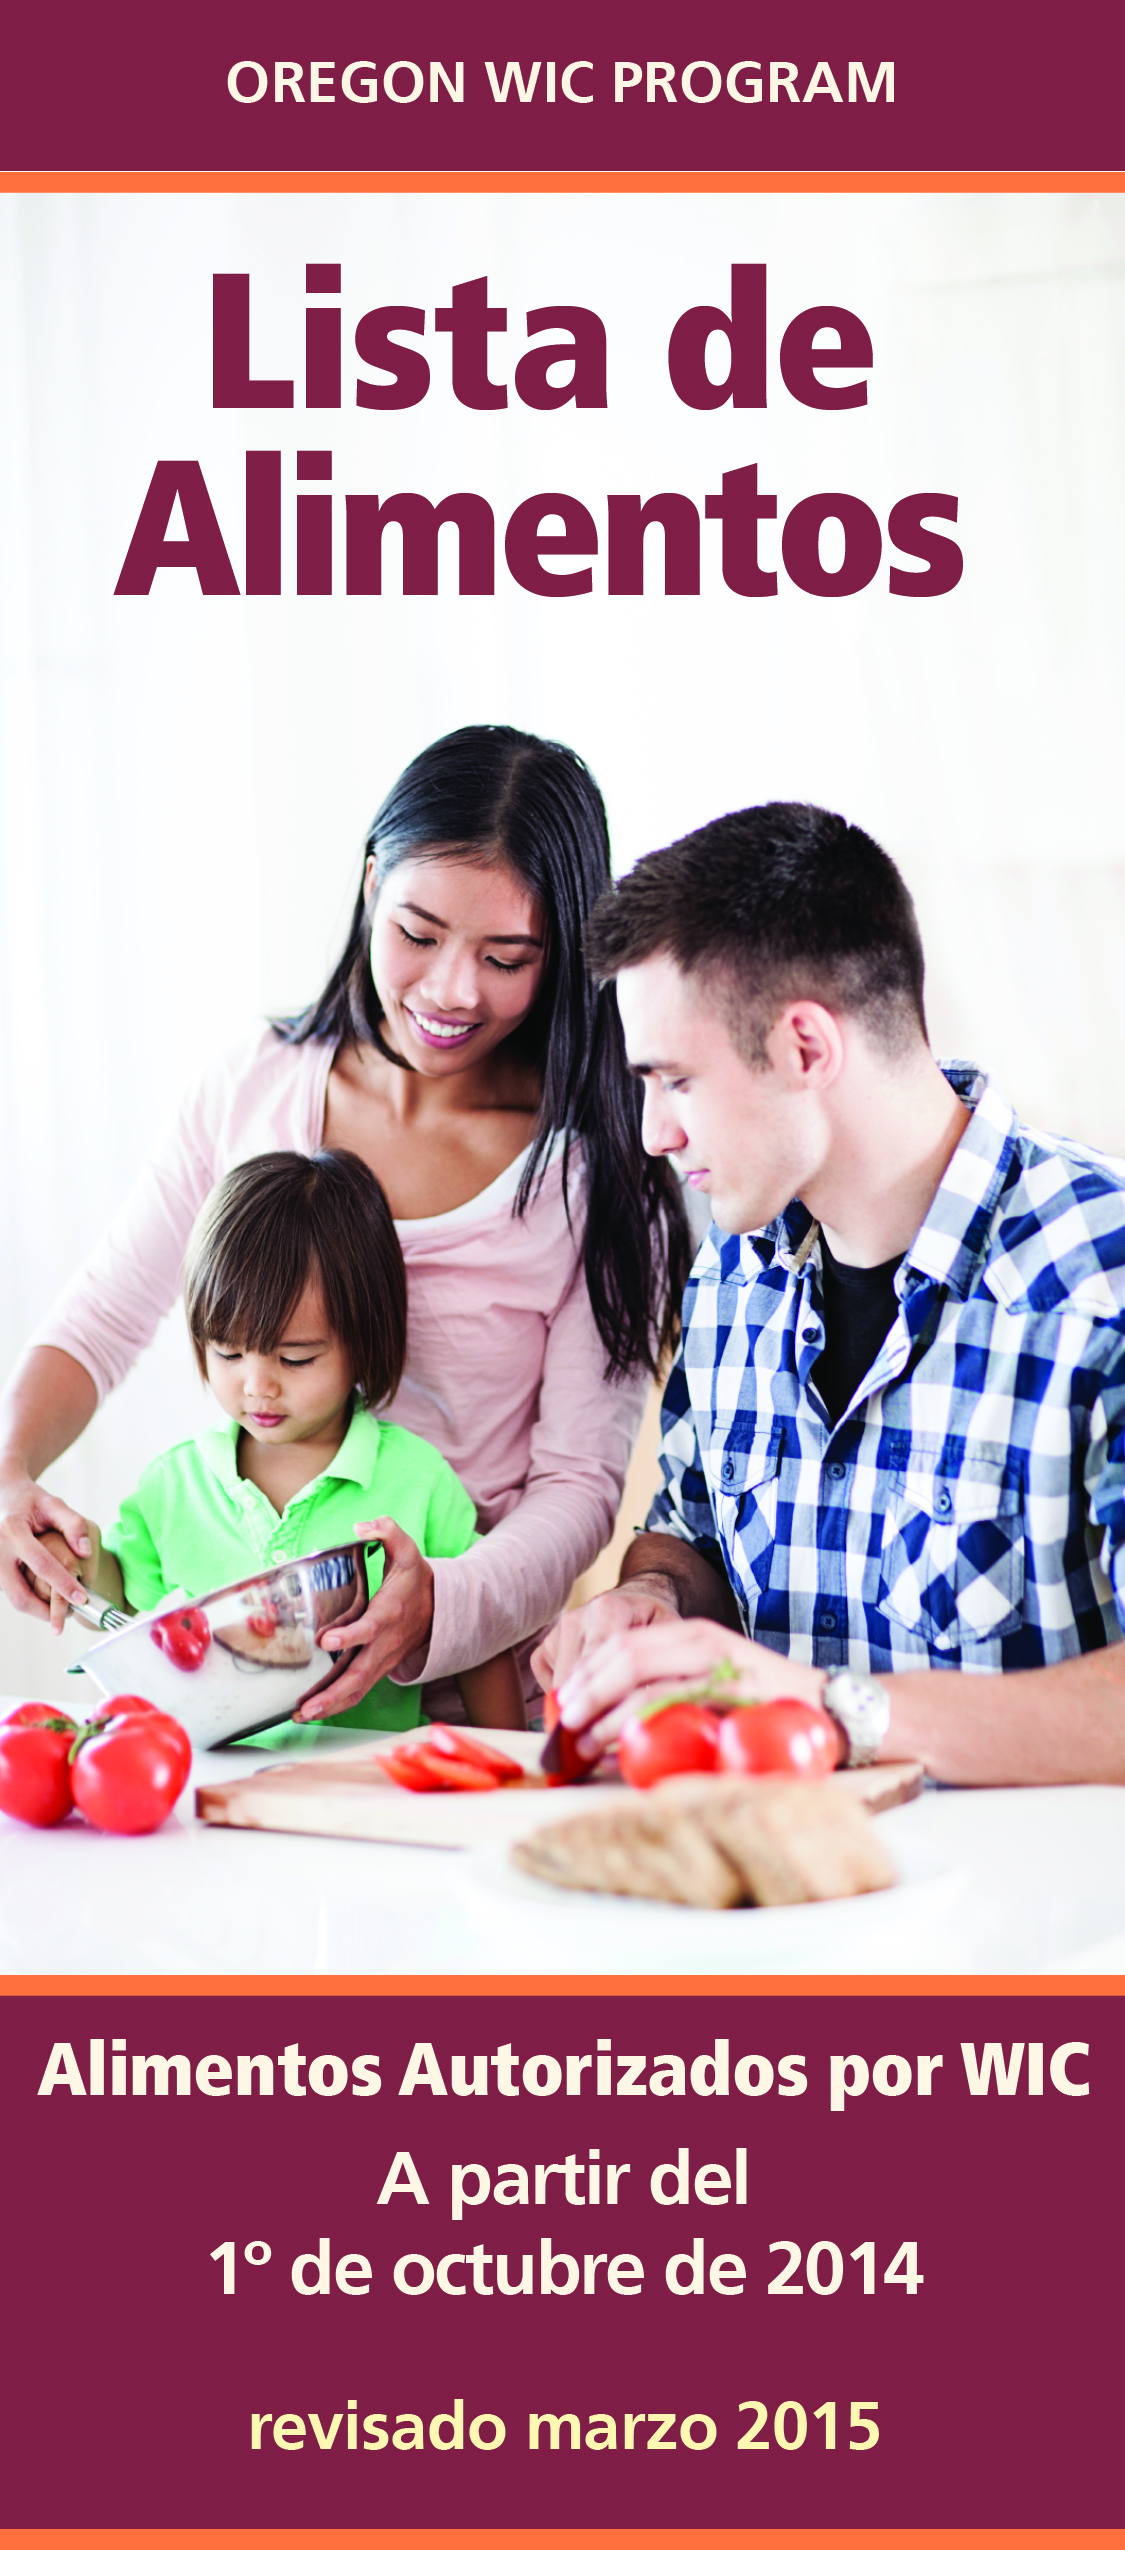 OREGON WIC PROGRAM
Lista de
Alimentos
Alimentos Autorizados por WIC
A partir del
1º de octubre de 2014
revisado marzo 2015